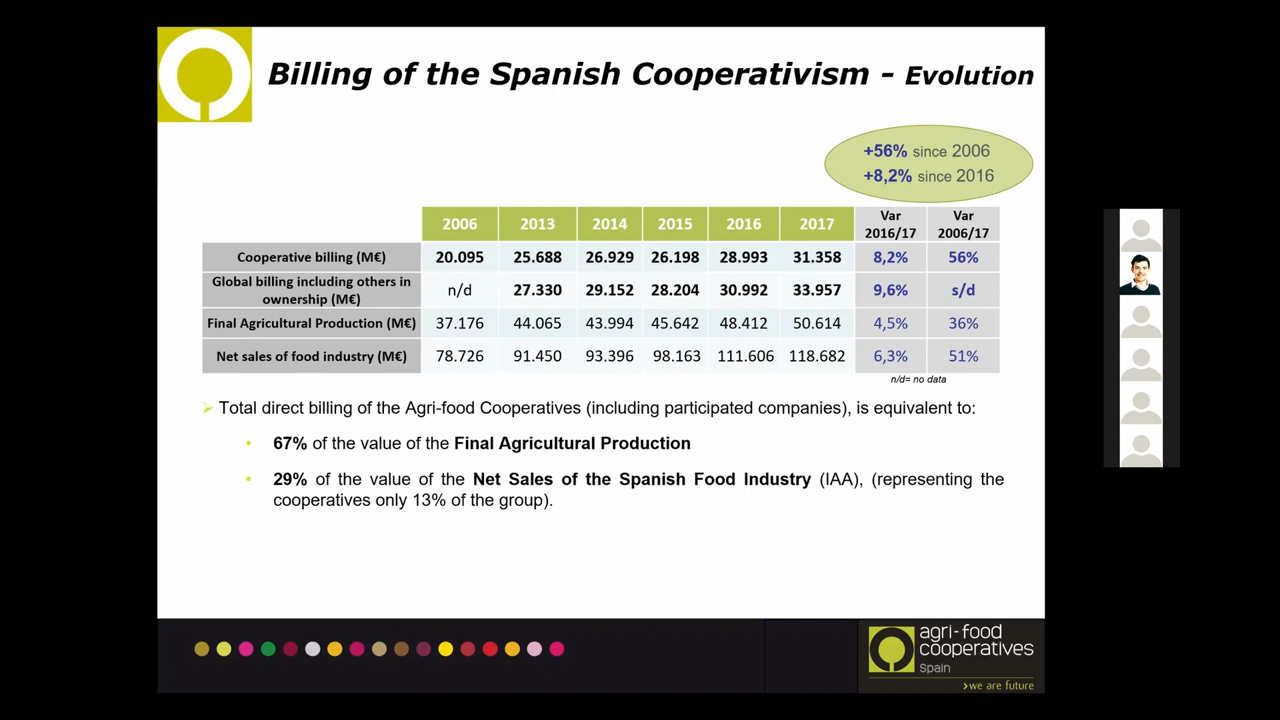 Billing of the Spanish Cooperativism - Evolution
+56% since 2006
+8,2% since 2016
2006 2013 2014 2015 2016 2017 Var 2016/17 Var 2006/17
Cooperative billing (M€) 20.095 25.688 26.929 26.198 28.993 31.358 8,2% 56%
Global billing including others in ownership (M€) n/d 27.330 29.152 28.204 30.992 33.957 9,6% s/d
Final Agricultural Production (M€) 37.176 44.065 43.994 45.642 48.412 50.614 4,5% 36%
Net sales of food industry (M€) 78.726 91.450 93.396 98.163 111.606 118.682 6,3% 51%
n/d= no data
Total direct billing of the Agri-food Cooperatives (including participated companies), is equivalent to:
• 67% of the value of the Final Agricultural Production
• 29% of the value of the Net Sales of the Spanish Food Industry (IAA), (representing the
cooperatives only 13% of the group).
agri-food
cooperatives
Spain
>we are future